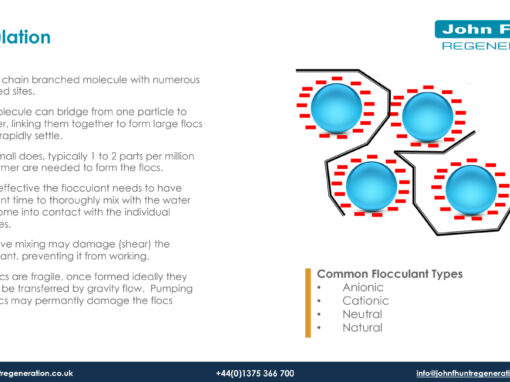 ulation
John F
REGENER
chain branched molecule with numerous
ed sites.
olecule can bridge from one particle to
er, linking them together to form large flocs
rapidly settle.
mall does, typically 1 to 2 parts per million
mer are needed to form the flocs.
effective the flocculant needs to have
nt time to thoroughly mix with the water
ome into contact with the individual
es.
ve mixing may damage (shear) the
ant, preventing it from working.
cs are fragile, once formed ideally they
be transferred by gravity flow. Pumping
cs may permantly damage the flocs
Common Flocculant Types
• Anionic
• Cationic
• Neutral
• Natural
tregeneration.co.uk
+44(0)1375 366 700
info@johnfhuntregeneratio